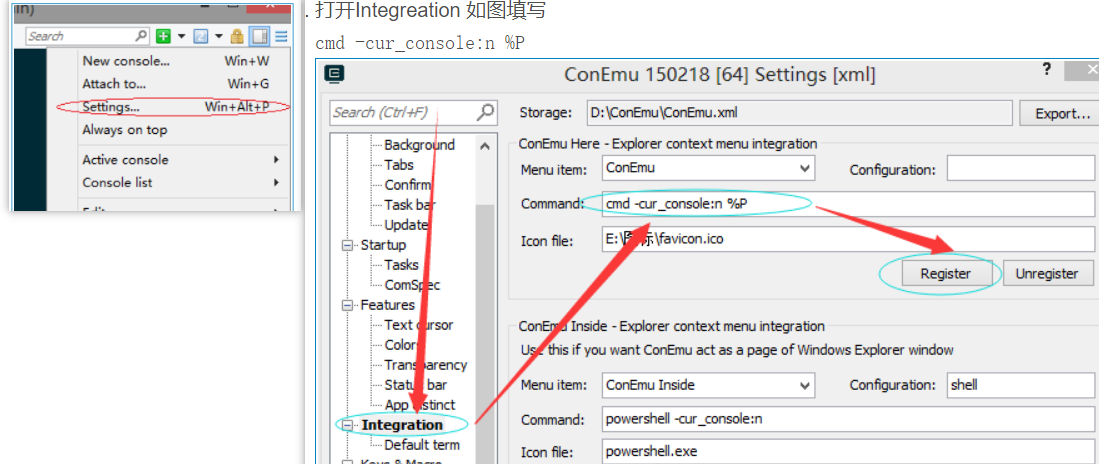 in)
Search
New console... Win+W
Attach to... Win+G
Settings... Win+Alt+P
Always on top
Active console
Console list
. 打开Integreation 如图填写
cmd -cur_console:n %P
ConEmu 150218 [64] Settings [xml]
?
Search (Ctrl+F)
Background
Tabs
Confirm
Task bar
Update
Startup
Tasks
ComSpec
Features
Text cursor
Colors
Transparency
Status bar
App distinct
Integration
Default term
Storage: D:\ConEmu\ConEmu.xml Export...
ConEmu Here - Explorer context menu integration
Menu item: ConEmu Configuration:
Command: cmd -cur_console:n %P
Icon file: E:\图标\favicon.ico
Register Unregister
ConEmu Inside - Explorer context menu integration
Use this if you want ConEmu act as a page of Windows Explorer window
Menu item: ConEmu Inside Configuration: shell
Command: powershell -cur_console:n
Icon file: powershell.exe